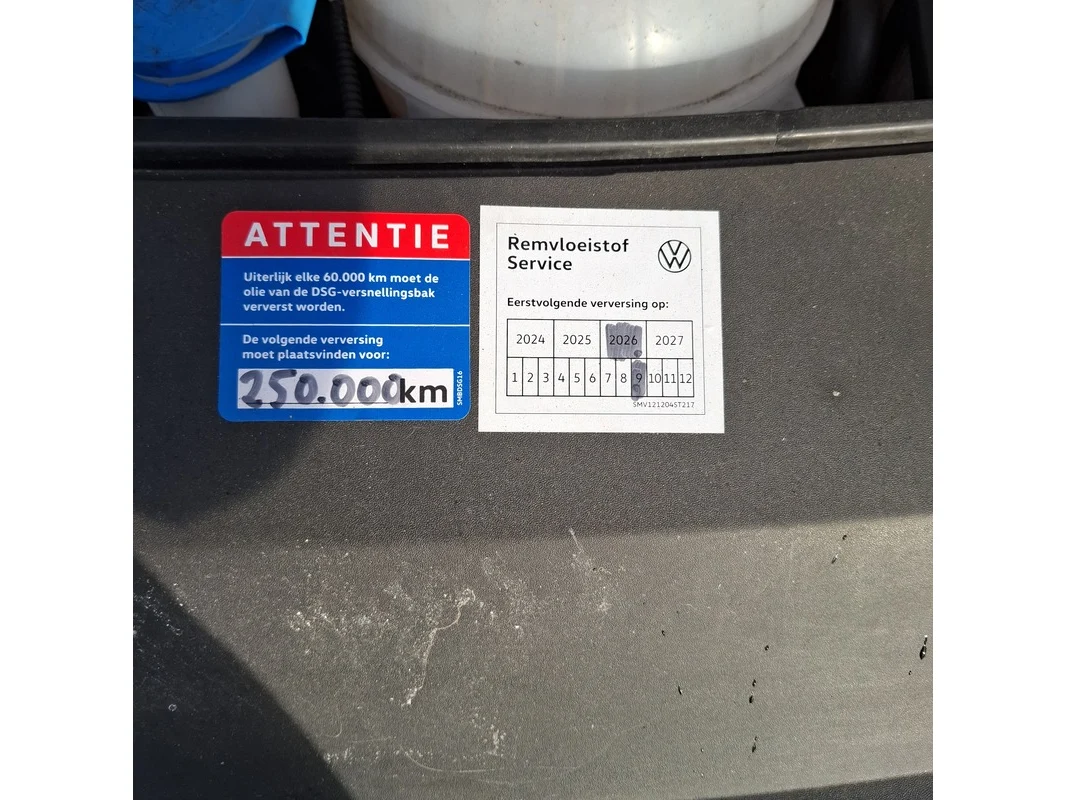 ATTENTIE
Uiterlijk elke 60.000 km moet de
olie van de DSG-versnellingsbak
ververst worden.
De volgende verversing
moet plaatsvinden voor:
250.000km
SMBDSG16
Remvloeistof
Service
Eerstvolgende verversing op:
2024 2025 2026 2027
1 2 3 4 5 6 7 8 9 10 11 12
SMV121204ST217